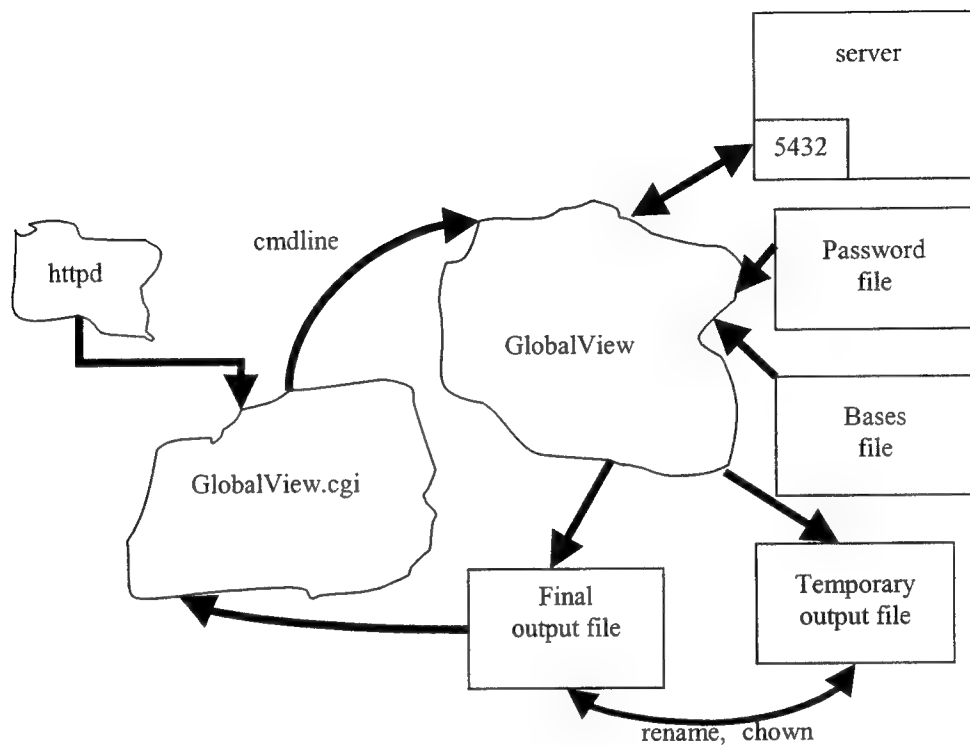 server
5432
cmdline
httpd
Password
file
GlobalView
Bases
file
GlobalView.cgi
Final
output file
Temporary
output file
rename, chown